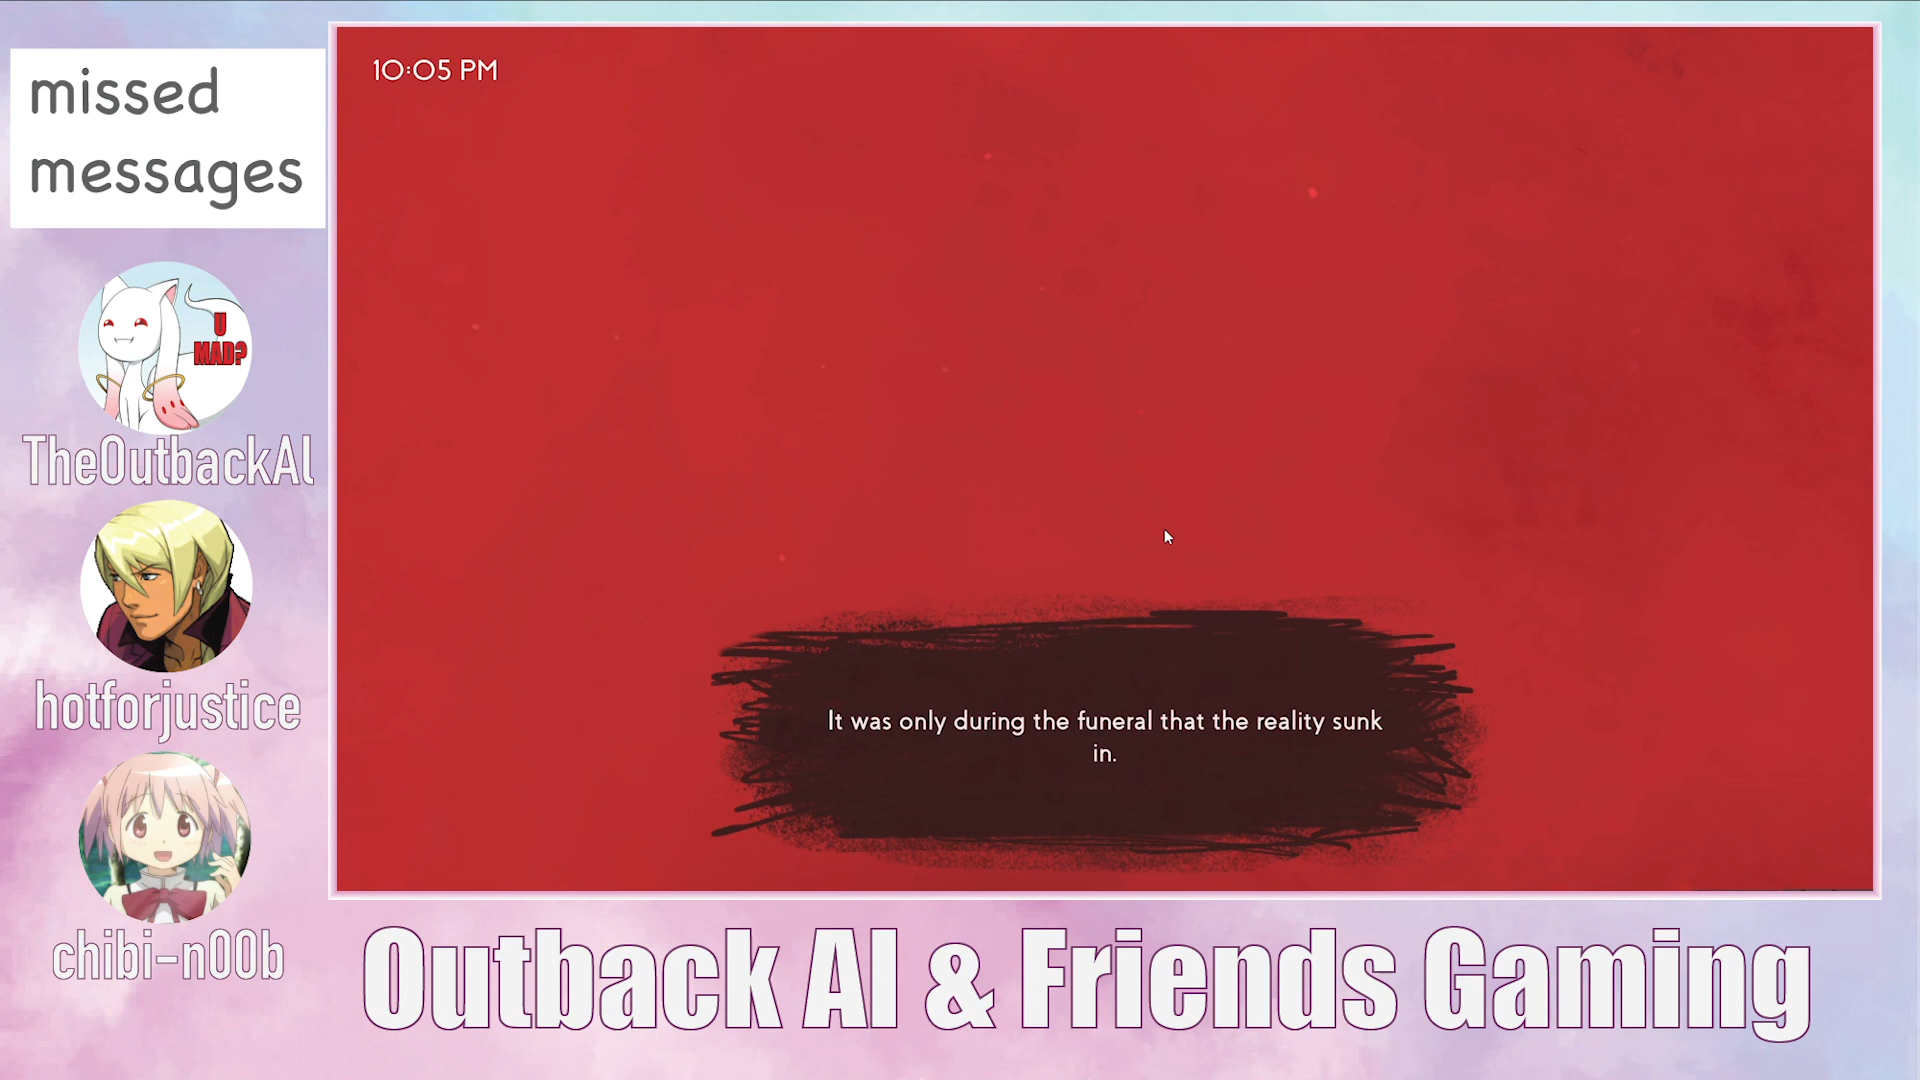 missed
messages
10:05 PM
U
MAD?
TheOutbackAl
hotforjustice
chibi-n00b
It was only during the funeral that the reality sunk
in.
Outback Al & Friends Gaming